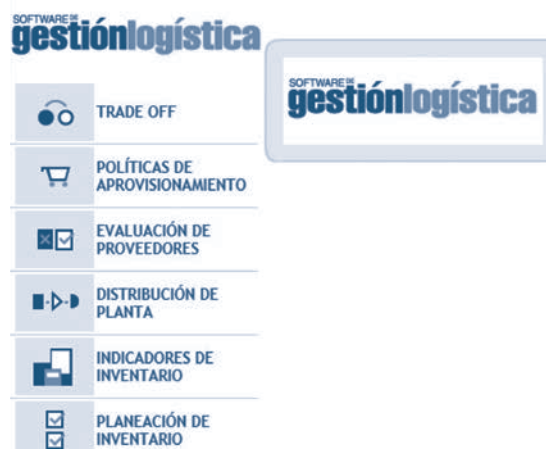 SOFTWARE DE
gestiónlogística
TRADE OFF
POLÍTICAS DE
APROVISIONAMIENTO
EVALUACIÓN DE
PROVEEDORES
DISTRIBUCIÓN DE
PLANTA
INDICADORES DE
INVENTARIO
PLANEACIÓN DE
INVENTARIO
SOFTWARE DE
gestiónlogística